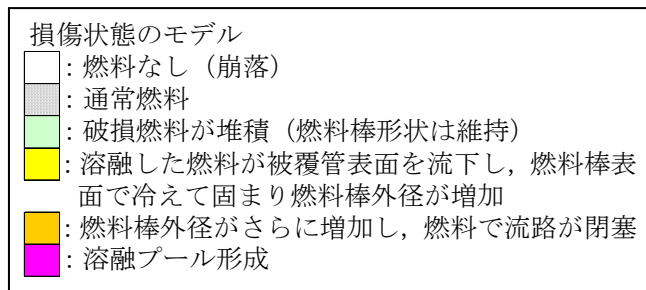 損傷状態のモデル
：燃料なし（崩落）
：通常燃料
：破損燃料が堆積（燃料棒形状は維持）
：溶融した燃料が被覆管表面を流下し，燃料棒表
面で冷えて固まり燃料棒外径が増加
：燃料棒外径がさらに増加し，燃料で流路が閉塞
：溶融プール形成